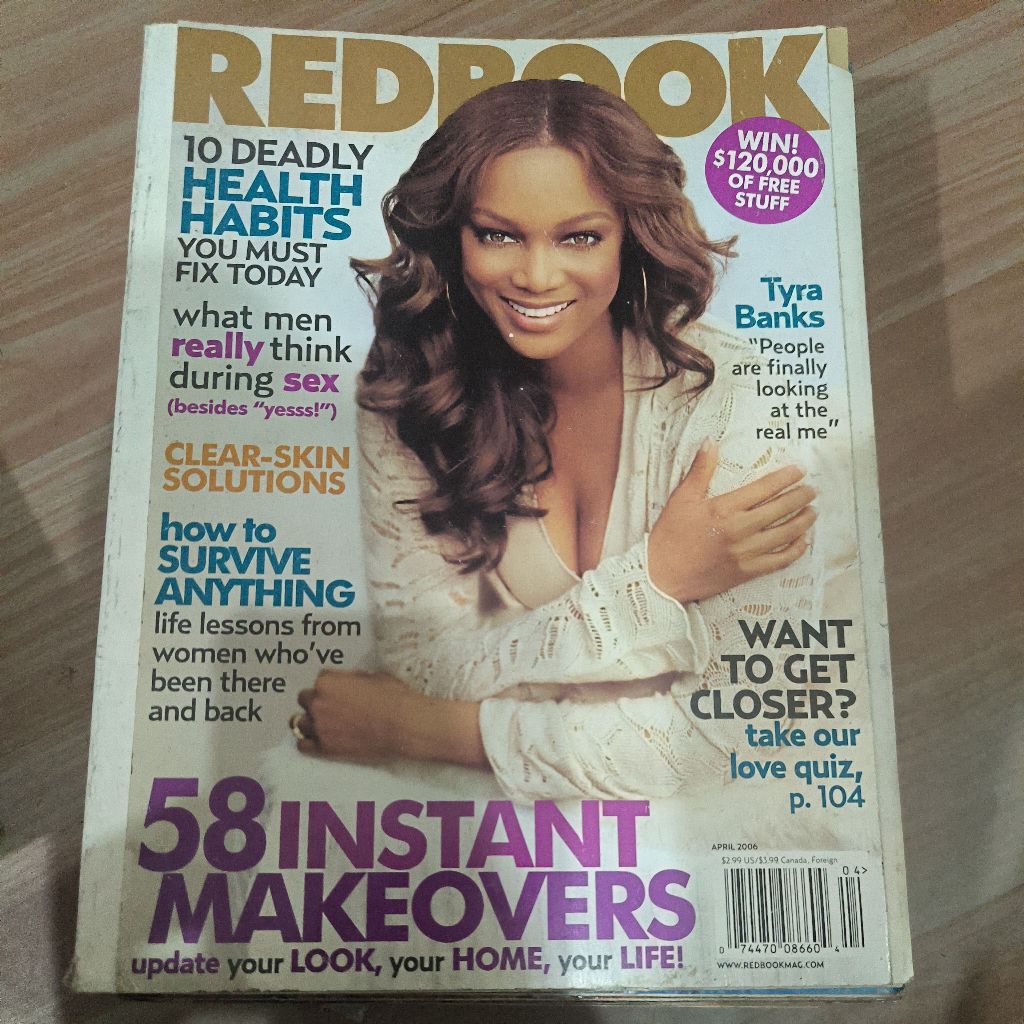 REDBOOK
10 DEADLY
HEALTH
HABITS
YOU MUST
FIX TODAY
what men
really think
during sex
(besides "yesss!")
CLEAR-SKIN
SOLUTIONS
how to
SURVIVE
ANYTHING
life lessons from
women who've
been there
and back
WIN!
$120,000
OF FREE
STUFF
Tyra
Banks
"People
are finally
looking
at the
real me"
WANT
TO GET
CLOSER?
take our
love quiz,
p. 104
58 INSTANT
MAKEOVERS
update your LOOK, your HOME, your LIFE!
APRIL 2006
$2.99 US/$3.99 Canada, Foreign
04>
0 74470 08660 4
WWW.REDBOOKMAG.COM